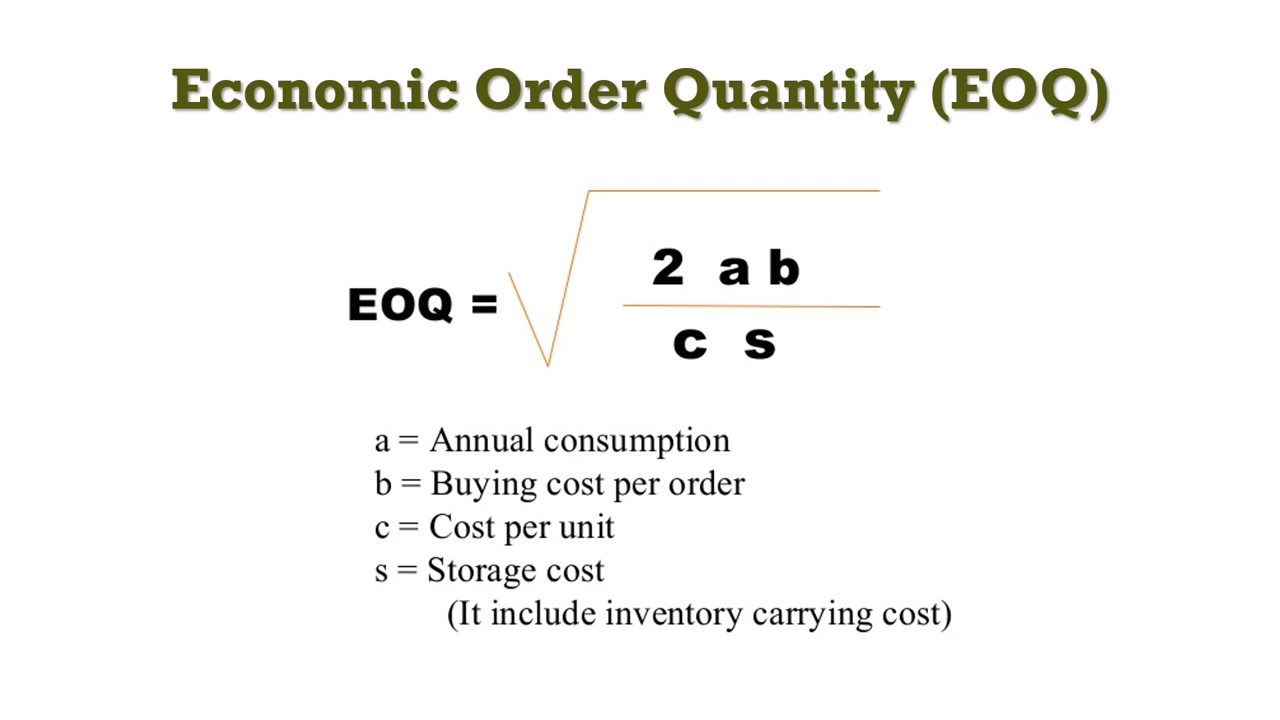 Economic Order Quantity (EOQ)
2 a b
EOQ =
c s
a = Annual consumption
b = Buying cost per order
c = Cost per unit
s = Storage cost
(It include inventory carrying cost)